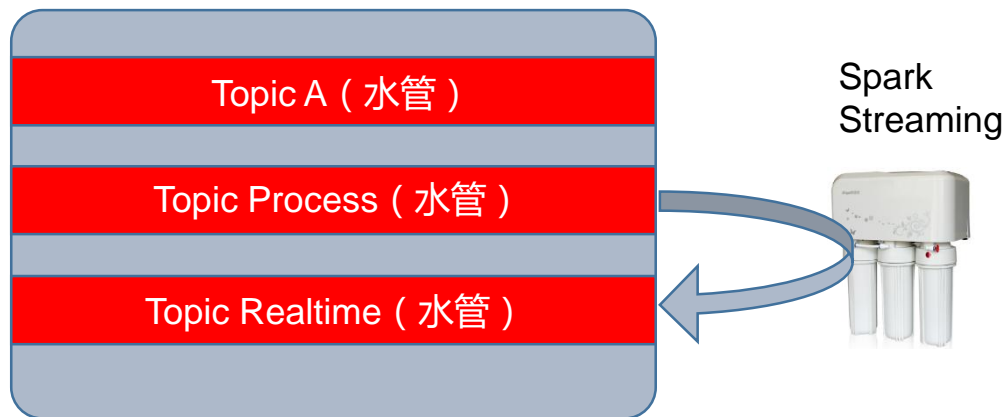 Topic A（水管）
Spark
Streaming
Topic Process（水管）
Topic Realtime（水管）